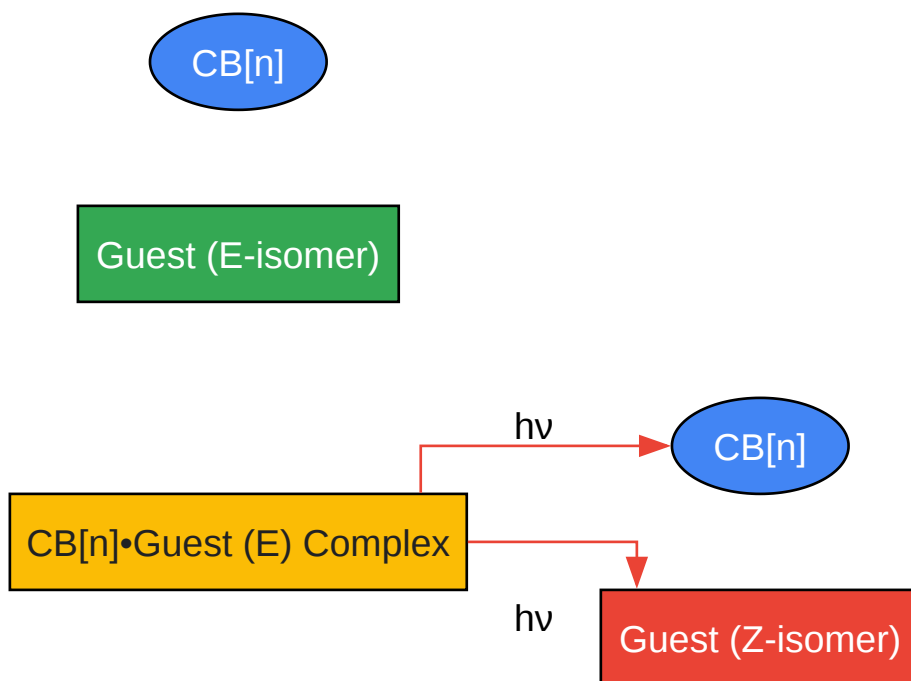 CB[n]
Guest (E-isomer)
hν
CB[n]
CB[n]•Guest (E) Complex
hν
Guest (Z-isomer)